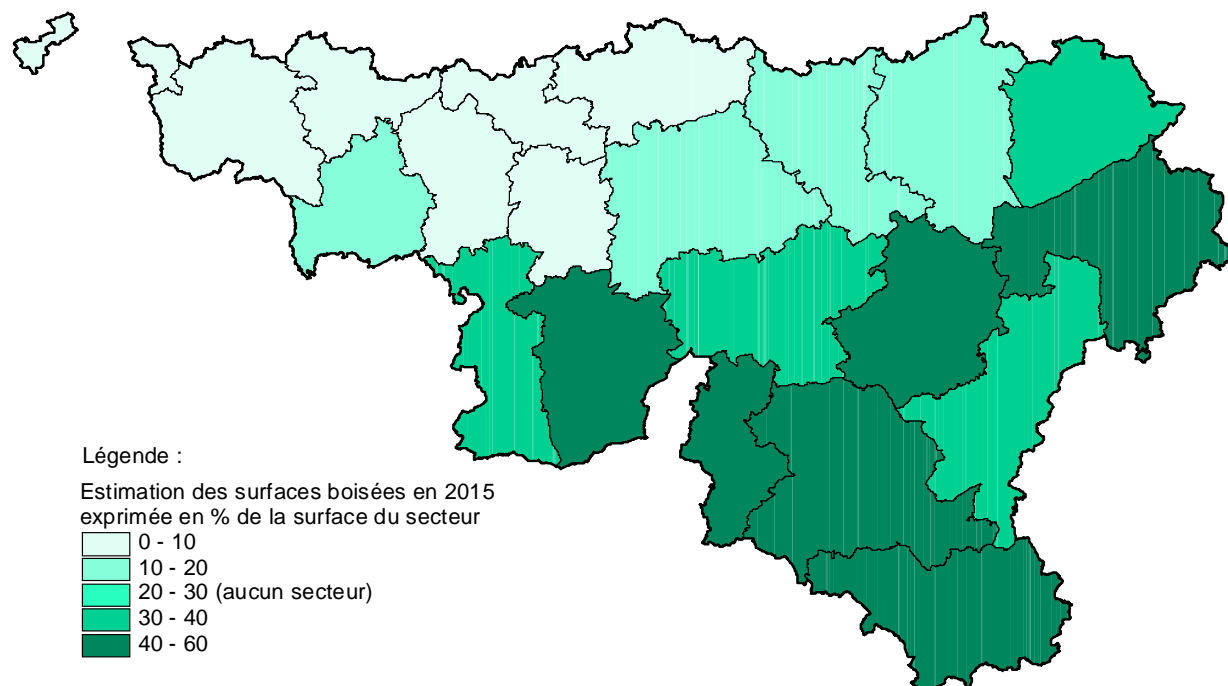 Légende :
Estimation des surfaces boisées en 2015
exprimée en % de la surface du secteur
0 - 10
10 - 20
20 - 30 (aucun secteur)
30 - 40
40 - 60